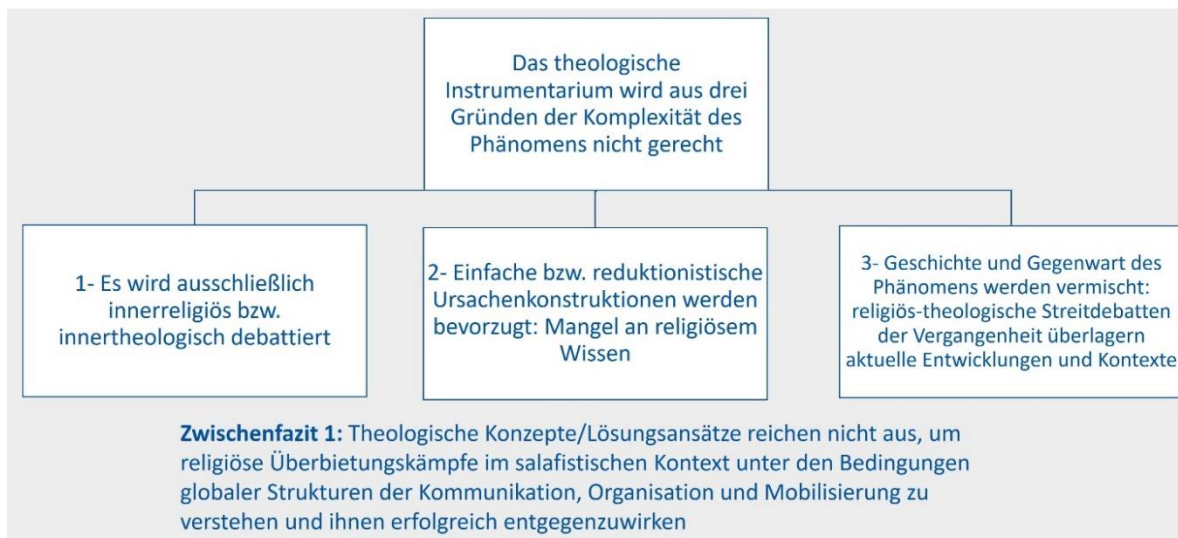 Das theologische
Instrumentarium wird aus drei
Gründen der Komplexität des
Phänomens nicht gerecht
1- Es wird ausschließlich
innerreligiös bzw.
innertheologisch debattiert
2- Einfache bzw. reduktionistische
Ursachenkonstruktionen werden
bevorzugt: Mangel an religiösem
Wissen
3- Geschichte und Gegenwart des
Phänomens werden vermischt:
religiös-theologische Streitdebatten
der Vergangenheit überlagern
aktuelle Entwicklungen und Kontexte
Zwischenfazit 1: Theologische Konzepte/Lösungsansätze reichen nicht aus, um
religiöse Überbietungskämpfe im salafistischen Kontext unter den Bedingungen
globaler Strukturen der Kommunikation, Organisation und Mobilisierung zu
verstehen und ihnen erfolgreich entgegenzuwirken